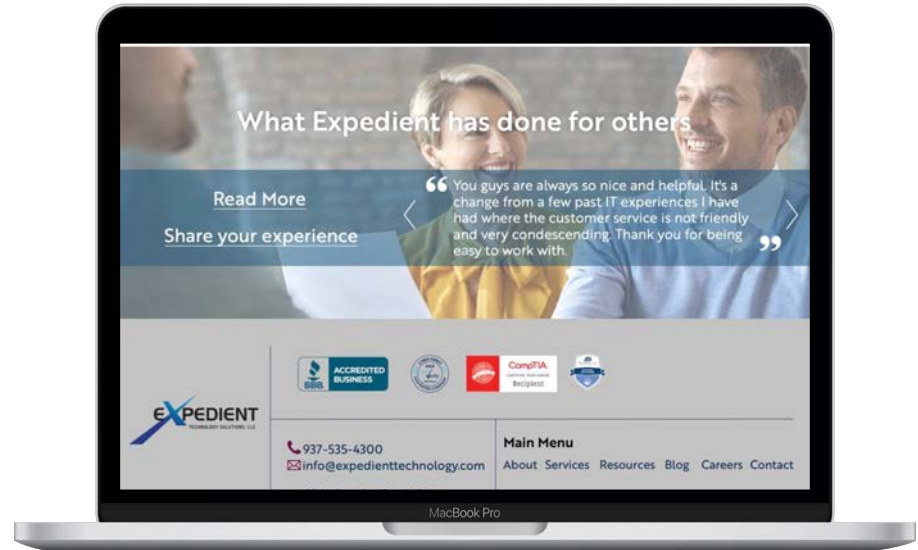 What Expedient has done for others
Read More
Share your experience
“ You guys are always so nice and helpful. It's a
change from a few past IT experiences I have
had where the customer service is not friendly
and very condescending. Thank you for being
easy to work with. ”
BBB
ACCREDITED
BUSINESS
CompTIA
Recipient
EXPEDIENT
TECHNOLOGY SOLUTIONS, LLC
937-535-4300
info@expedienttechnology.com
Main Menu
About Services Resources Blog Careers Contact
MacBook Pro